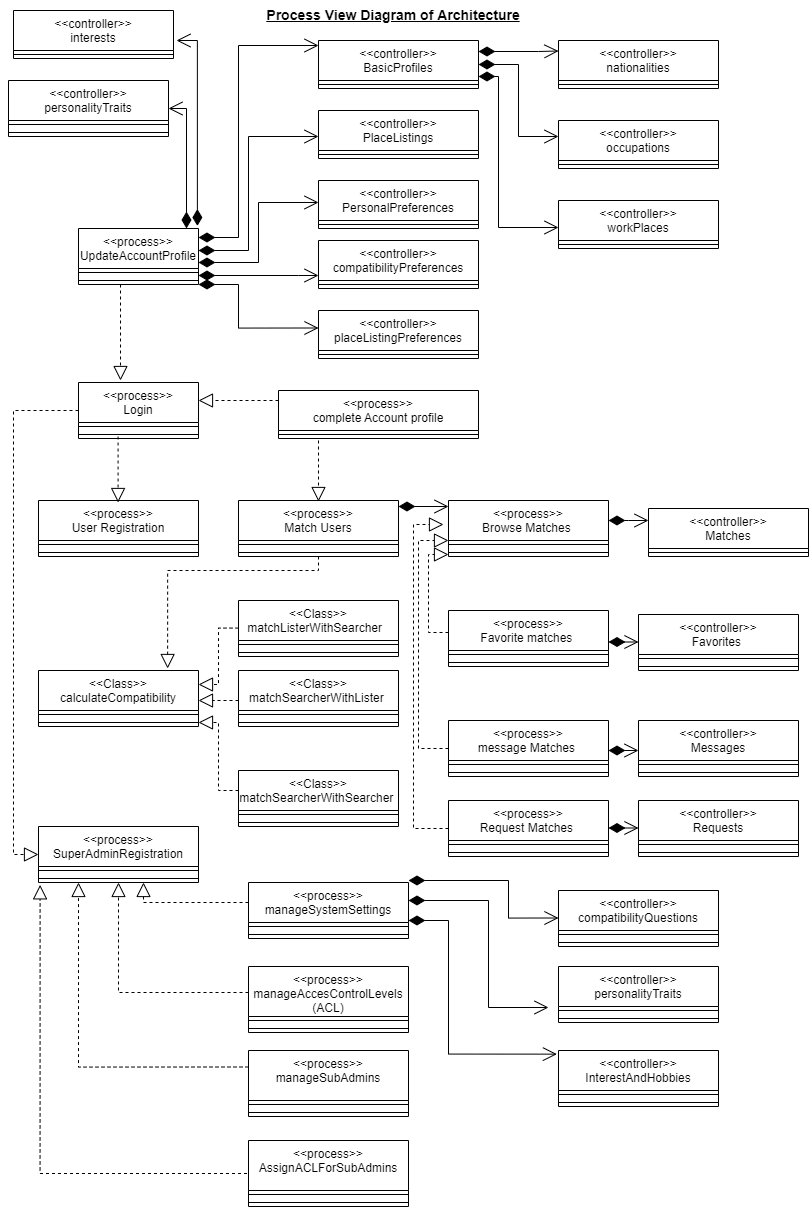 Process View Diagram of Architecture
<<controller>>
interests
<<controller>>
personalityTraits
<<controller>>
BasicProfiles
<<controller>>
nationalities
<<controller>>
PlaceListings
<<controller>>
occupations
<<controller>>
PersonalPreferences
<<controller>>
workPlaces
<<process>>
UpdateAccountProfile
<<controller>>
compatibilityPreferences
<<controller>>
placeListingPreferences
<<process>>
Login
<<process>>
complete Account profile
<<process>>
User Registration
<<process>>
Match Users
<<process>>
Browse Matches
<<controller>>
Matches
<<Class>>
matchListerWithSearcher
<<process>>
Favorite matches
<<controller>>
Favorites
<<Class>>
calculateCompatibility
<<Class>>
matchSearcherWithLister
<<process>>
message Matches
<<controller>>
Messages
<<Class>>
matchSearcherWithSearcher
<<process>>
Request Matches
<<controller>>
Requests
<<process>>
SuperAdminRegistration
<<process>>
manageSystemSettings
<<controller>>
compatibilityQuestions
<<process>>
manageAccesControlLevels
(ACL)
<<controller>>
personalityTraits
<<process>>
manageSubAdmins
<<controller>>
InterestAndHobbies
<<process>>
AssignACLForSubAdmins